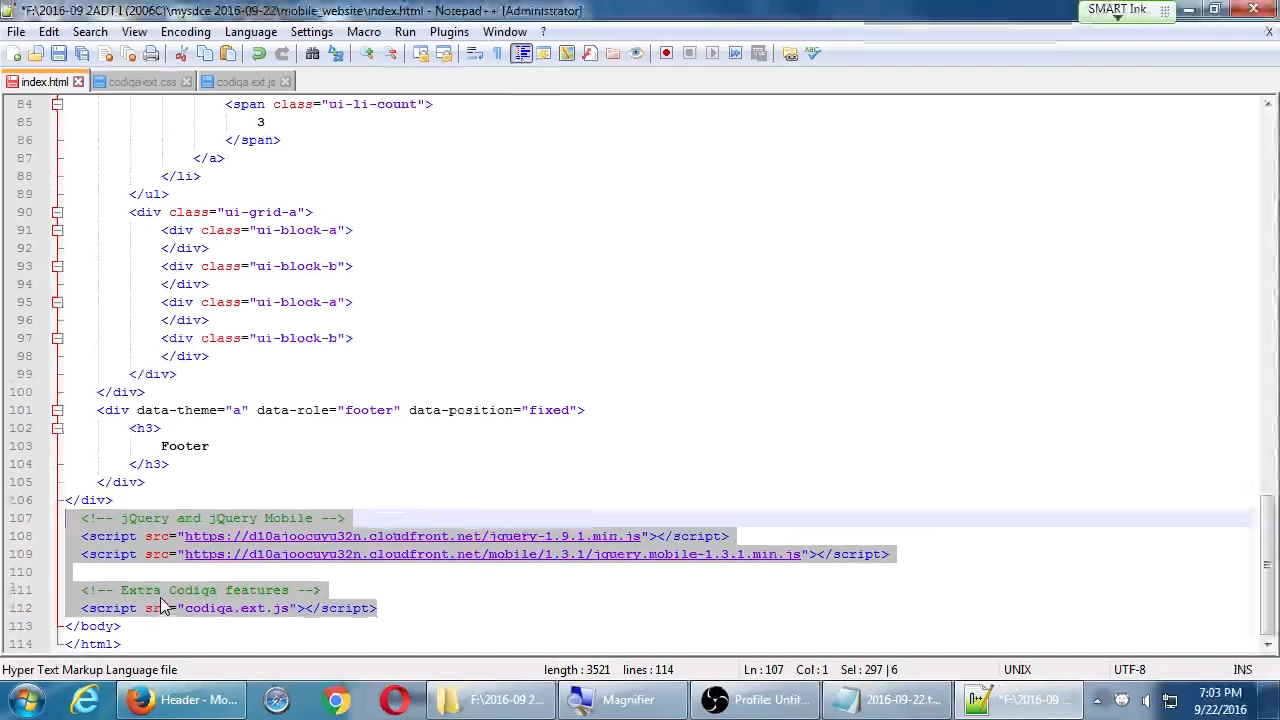 *F:\2016-09 2ADT I (2006C)\mysdce 2016-09-22\mobile_website\index.html - Notepad++ [Administrator]
SMART Ink
File Edit Search View Encoding Language Settings Macro Run Plugins Window ? X
index.html codiqa.ext.css codiqa.ext.js
84 <span class="ui-li-count">
85 3
86 </span>
87 </a>
88 </li>
89 </ul>
90 <div class="ui-grid-a">
91 <div class="ui-block-a">
92 </div>
93 <div class="ui-block-b">
94 </div>
95 <div class="ui-block-a">
96 </div>
97 <div class="ui-block-b">
98 </div>
99 </div>
100 </div>
101 <div data-theme="a" data-role="footer" data-position="fixed">
102 <h3>
103 Footer
104 </h3>
105 </div>
106 </div>
107 <!-- jQuery and jQuery Mobile -->
108 <script src="https://d10ajoocuyu32n.cloudfront.net/jquery-1.9.1.min.js"></script>
109 <script src="https://d10ajoocuyu32n.cloudfront.net/mobile/1.3.1/jquery.mobile-1.3.1.min.js"></script>
110
111 <!-- Extra Codiqa features -->
112 <script src="codiqa.ext.js"></script>
113 </body>
114 </html>
Hyper Text Markup Language file length : 3521 lines : 114 Ln : 107 Col : 1 Sel : 297 | 6 UNIX UTF-8 INS
Header - Mo... F:\2016-09 2... Magnifier Profile: Untit... 2016-09-22.t... *F:\2016-09 ... 7:03 PM
9/22/2016